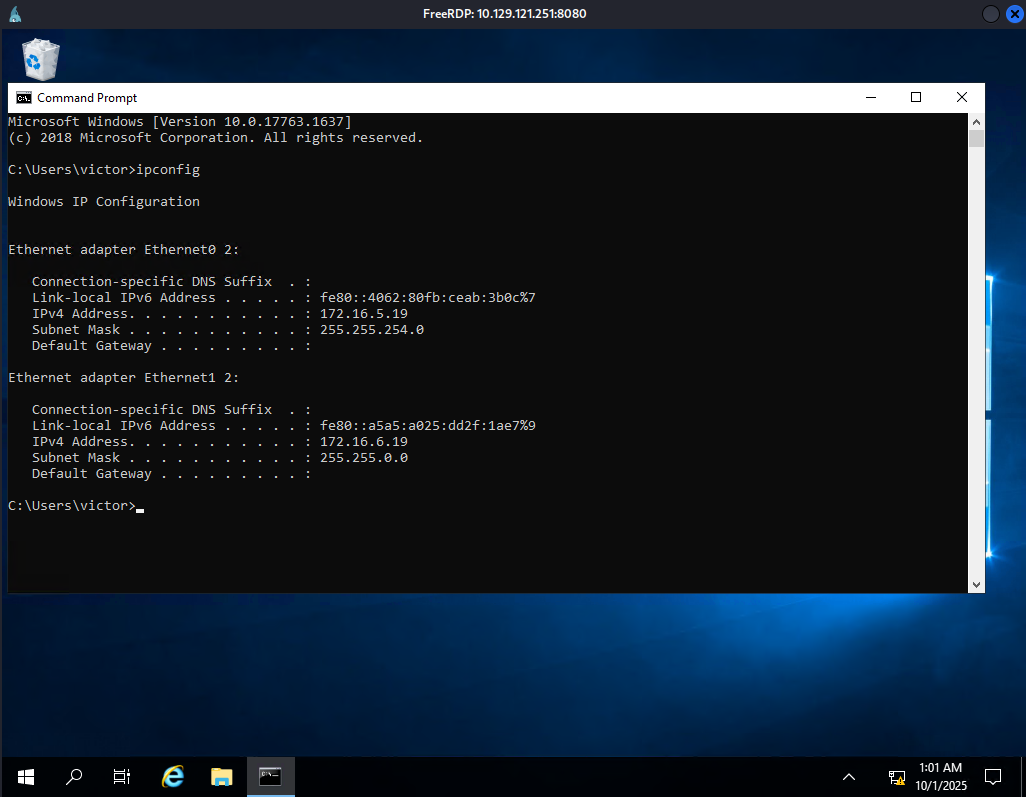 FreeRDP: 10.129.121.251:8080
Command Prompt
Microsoft Windows [Version 10.0.17763.1637]
(c) 2018 Microsoft Corporation. All rights reserved.
C:\Users\victor>ipconfig
Windows IP Configuration
Ethernet adapter Ethernet0 2:
   Connection-specific DNS Suffix  . :
   Link-local IPv6 Address . . . . . : fe80::4062:80fb:ceab:3b0c%7
   IPv4 Address. . . . . . . . . . . : 172.16.5.19
   Subnet Mask . . . . . . . . . . . : 255.255.254.0
   Default Gateway . . . . . . . . . :
Ethernet adapter Ethernet1 2:
   Connection-specific DNS Suffix  . :
   Link-local IPv6 Address . . . . . : fe80::a5a5:a025:dd2f:1ae7%9
   IPv4 Address. . . . . . . . . . . : 172.16.6.19
   Subnet Mask . . . . . . . . . . . : 255.255.0.0
   Default Gateway . . . . . . . . . :
C:\Users\victor>
1:01 AM
10/1/2025